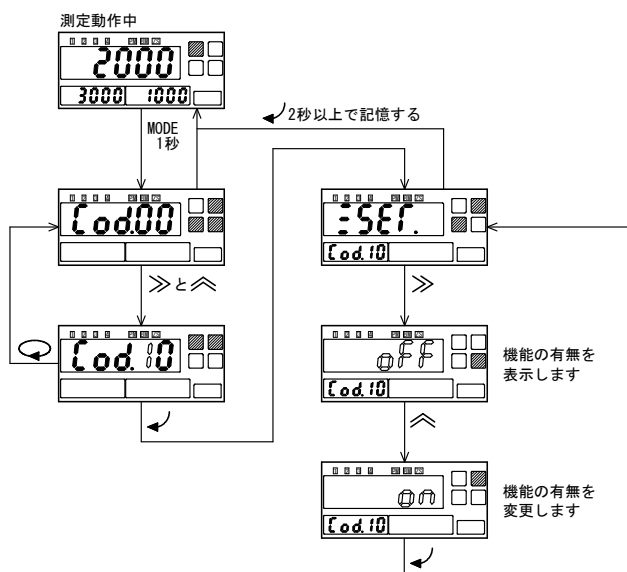 測定動作中
2000
3000 1000
MODE
1秒
2秒以上で記憶する
Cod.00
≫と︽
Cod.10
SET.
Cod.10
≫
oFF
Cod.10
機能の有無を
表示します
︽
on
Cod.10
機能の有無を
変更します